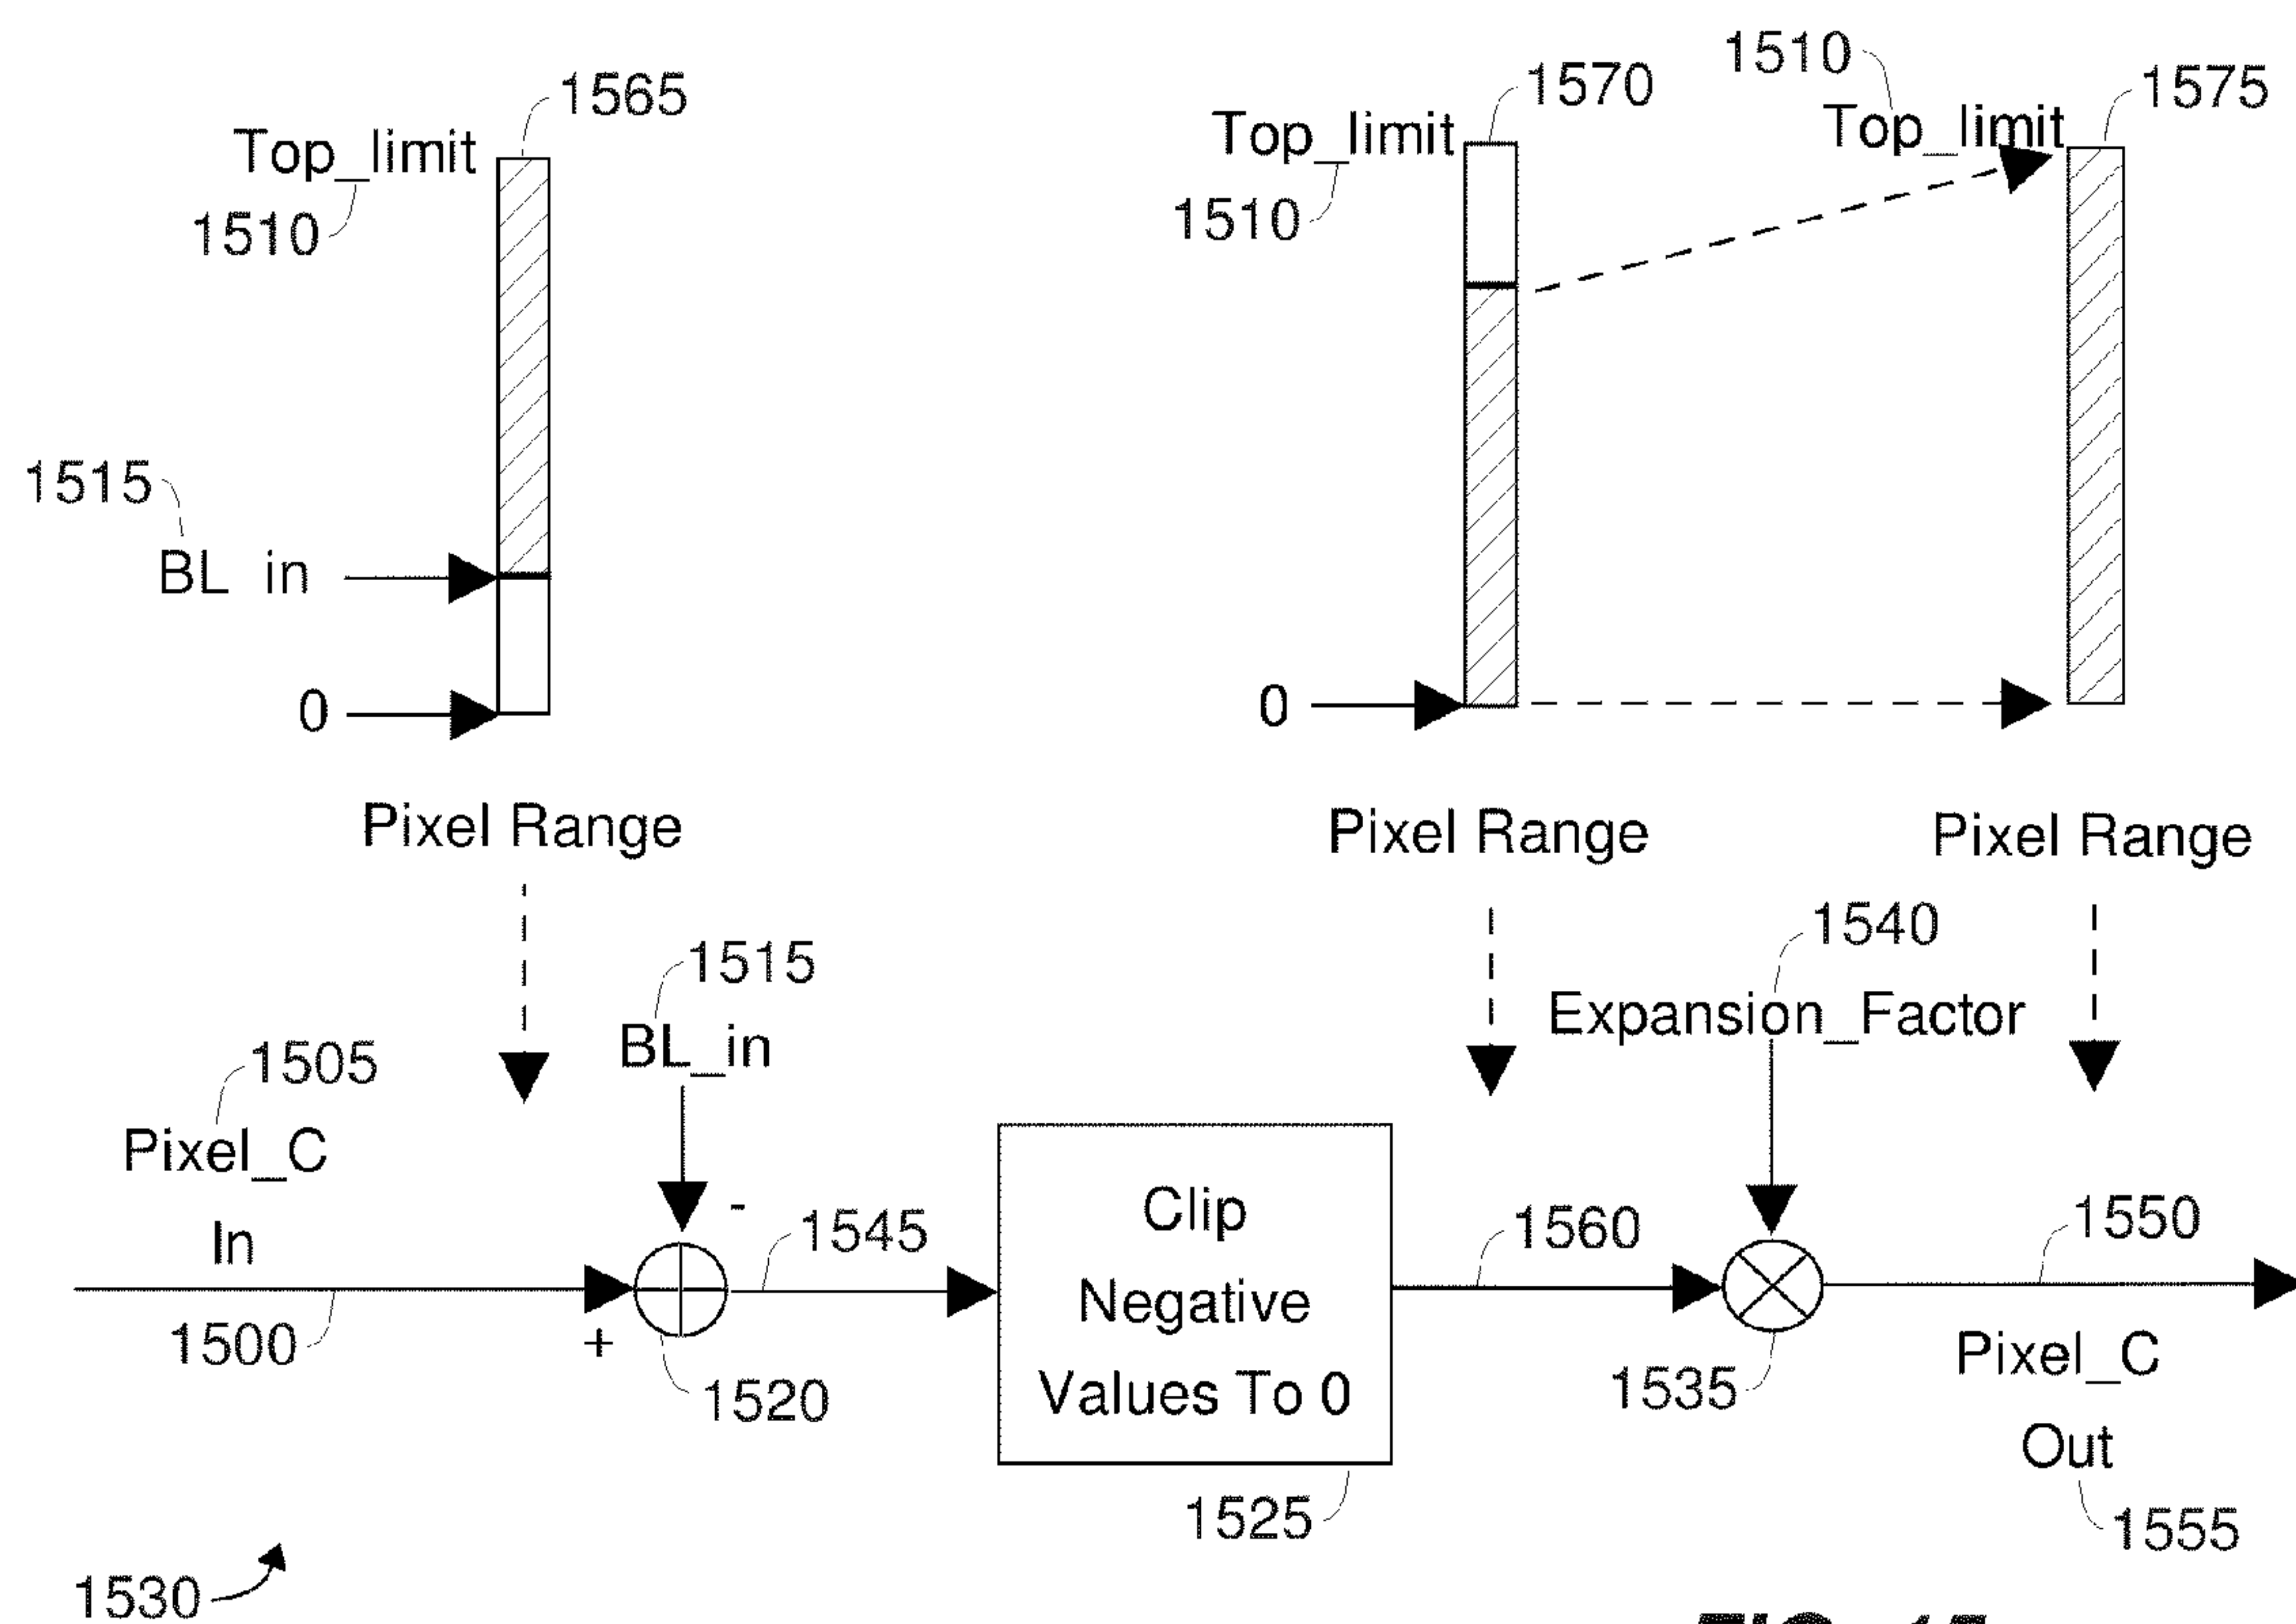 1565
Top_limit
1510
1515
BL in
0
Pixel Range
1570
Top_limit
1510
0
Pixel Range
1510
Top_limit
1575
Pixel Range
1505
Pixel_C
In
1500
1515
BL_in
-
+
1520
1545
Clip
Negative
Values To 0
1525
1560
1540
Expansion_Factor
1535
1550
Pixel_C
Out
1555
1530